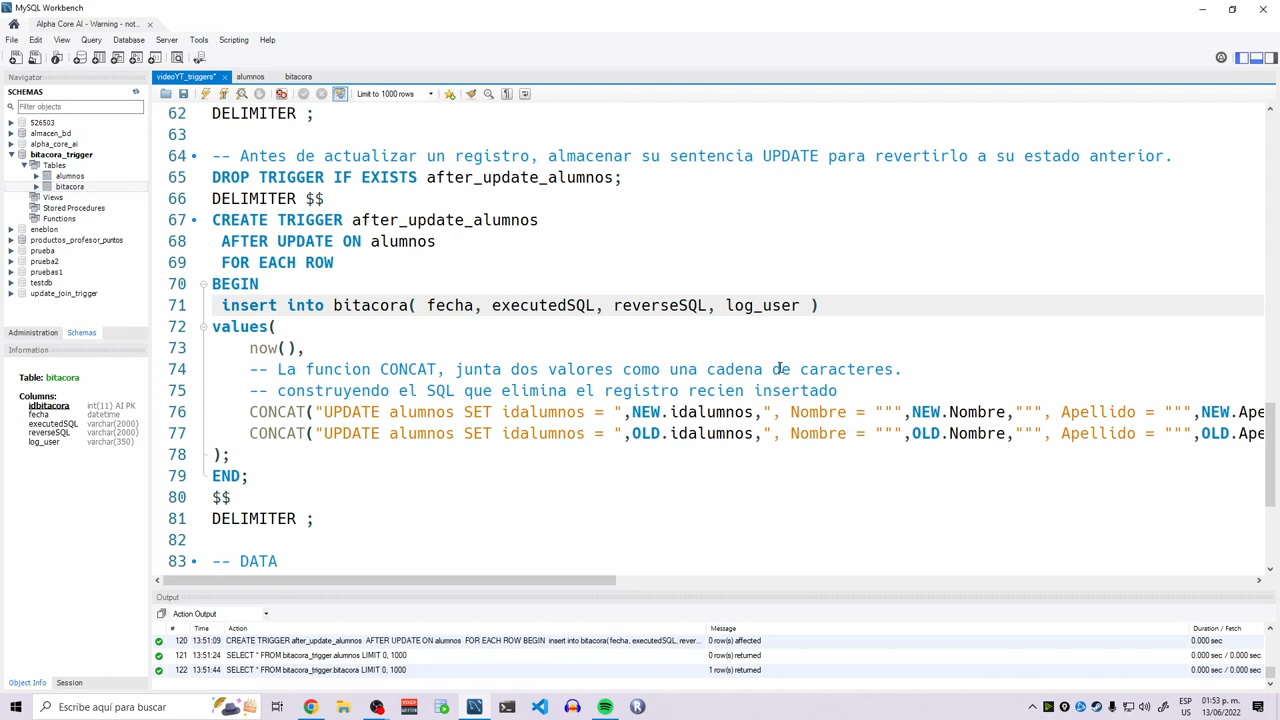 MySQL Workbench
Alpha Core AI - Warning - not...
File Edit View Query Database Server Tools Scripting Help
Navigator
SCHEMAS
Filter objects
526503
almacen_bd
alpha_core_ai
bitacora_trigger
Tables
alumnos
bitacora
Views
Stored Procedures
Functions
eneblon
productos_profesor_puntos
prueba
prueba2
pruebas1
testdb
update_join_trigger
Administration Schemas
Information
Table: bitacora
Columns:
idbitacora int(11) AI PK
fecha datetime
executedSQL varchar(2000)
reverseSQL varchar(2000)
log_user varchar(350)
Object Info Session
videoYT_triggers* alumnos bitacora
Limit to 1000 rows
62 DELIMITER ;
63
64 -- Antes de actualizar un registro, almacenar su sentencia UPDATE para revertirlo a su estado anterior.
65 DROP TRIGGER IF EXISTS after_update_alumnos;
66 DELIMITER $$
67 CREATE TRIGGER after_update_alumnos
68 AFTER UPDATE ON alumnos
69 FOR EACH ROW
70 BEGIN
71 insert into bitacora( fecha, executedSQL, reverseSQL, log_user )
72 values(
73 now(),
74 -- La funcion CONCAT, junta dos valores como una cadena de caracteres.
75 -- construyendo el SQL que elimina el registro recien insertado
76 CONCAT("UPDATE alumnos SET idalumnos = ",NEW.idalumnos,", Nombre = """,NEW.Nombre,""", Apellido = """,NEW.Ape
77 CONCAT("UPDATE alumnos SET idalumnos = ",OLD.idalumnos,", Nombre = """,OLD.Nombre,""", Apellido = """,OLD.Ape
78 );
79 END;
80 $$
81 DELIMITER ;
82
83 -- DATA
Output
Action Output
# Time Action Message Duration / Fetch
120 13:51:09 CREATE TRIGGER after_update_alumnos AFTER UPDATE ON alumnos FOR EACH ROW BEGIN insert into bitacora(fecha, executedSQL, rever... 0 row(s) affected 0.000 sec
121 13:51:24 SELECT * FROM bitacora_trigger.alumnos LIMIT 0, 1000 0 row(s) returned 0.000 sec / 0.000 sec
122 13:51:44 SELECT * FROM bitacora_trigger.bitacora LIMIT 0, 1000 1 row(s) returned 0.000 sec / 0.000 sec
Escribe aquí para buscar
ESP
US
01:53 p. m.
13/06/2022